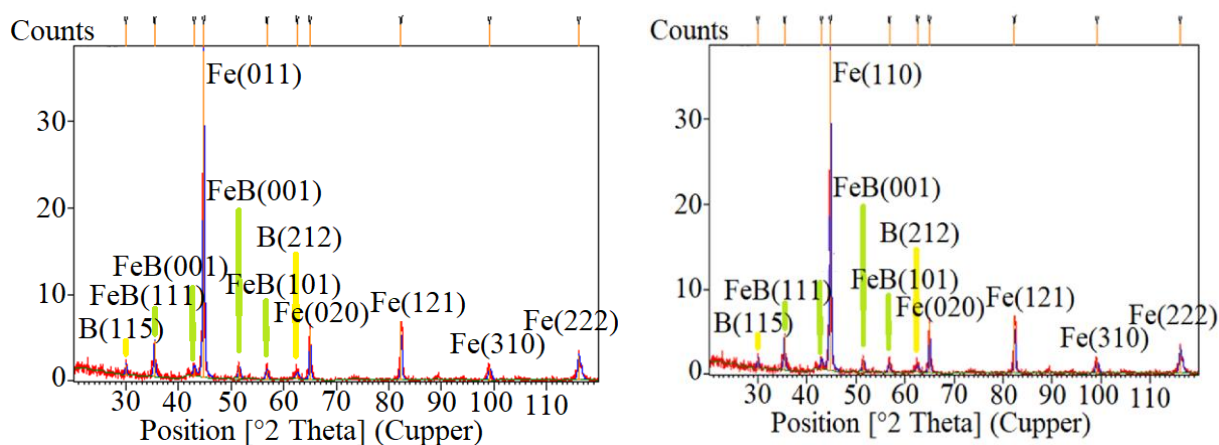 Counts
Fe(011)
30
FeB(001)
20
B(212)
FeB(001)
FeB(101)
10
FeB(111)
Fe(020)
Fe(121)
B(115)
Fe(310)
Fe(222)
0
30 40 50 60 70 80 90 100 110
Position [°2 Theta] (Cupper)
Counts
Fe(110)
30
FeB(001)
20
B(212)
FeB(101)
10
FeB(111)
Fe(020)
Fe(121)
B(115)
Fe(310)
Fe(222)
0
30 40 50 60 70 80 90 100 110
Position [°2 Theta] (Cupper)